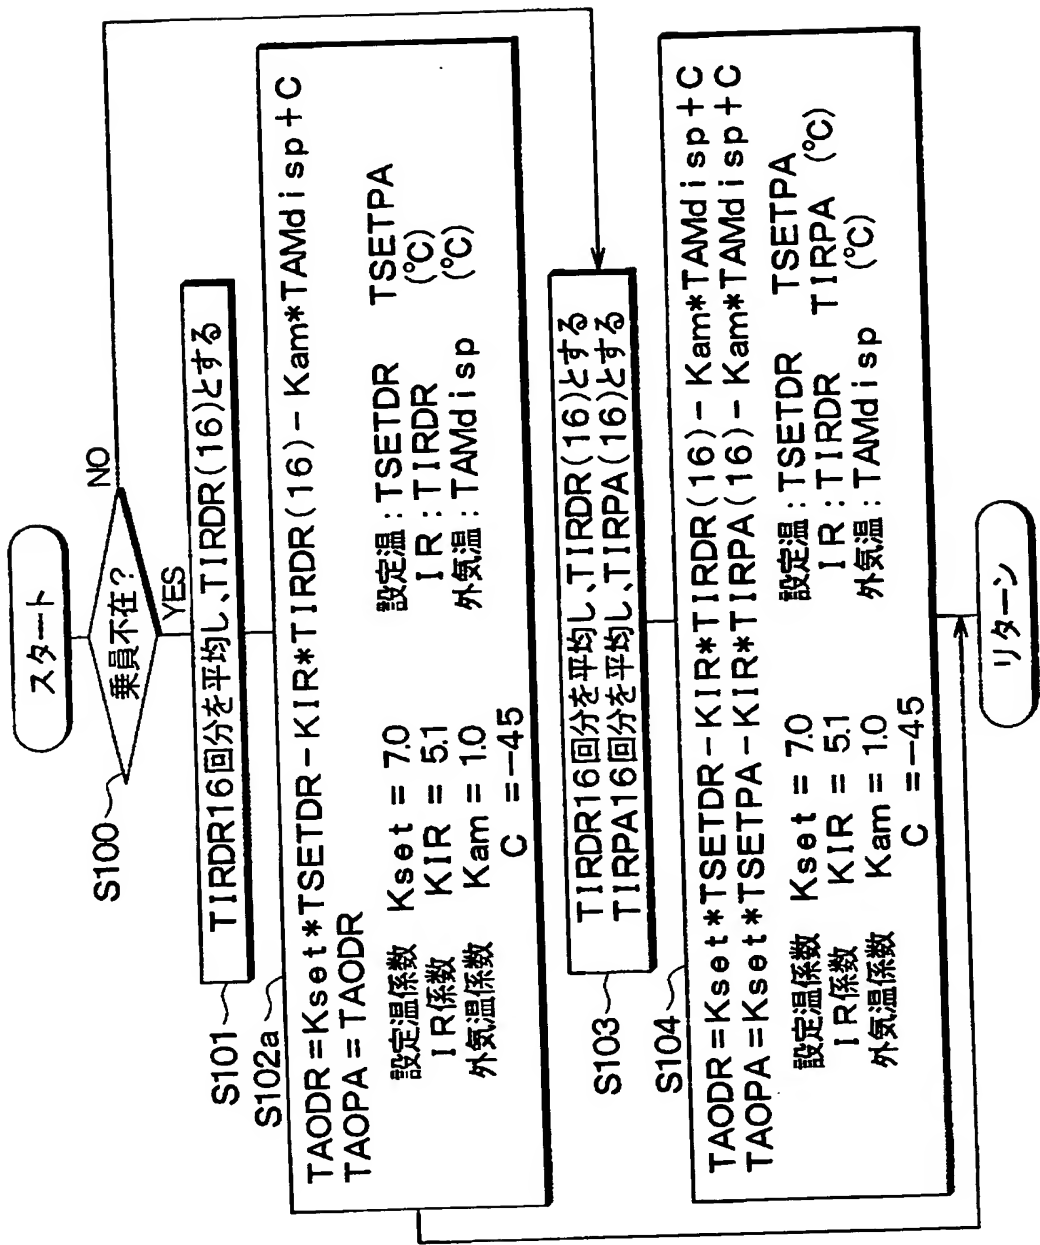 スタート
S100
乗員不在?
NO
YES
S101
TIRDR16回分を平均し、TIRDR(16)とする
S102a
TAODR=Kset*TSETDR-KIR*TIRDR(16)-Kam*TAMdisp+C
TAOPA=TAODR
設定温係数 Kset = 7.0 設定温:TSETDR TSETPA
IR係数 KIR = 5.1 IR:TIRDR (℃)
外気温係数 Kam = 1.0 外気温:TAMdisp (℃)
C =-45
S103
TIRDR16回分を平均し、TIRDR(16)とする
TIRPA16回分を平均し、TIRPA(16)とする
S104
TAODR=Kset*TSETDR-KIR*TIRDR(16)-Kam*TAMdisp+C
TAOPA=Kset*TSETPA-KIR*TIRPA(16)-Kam*TAMdisp+C
設定温係数 Kset = 7.0 設定温:TSETDR TSETPA
IR係数 KIR = 5.1 IR:TIRDR TIRPA (℃)
外気温係数 Kam = 1.0 外気温:TAMdisp (℃)
C =-45
リターン